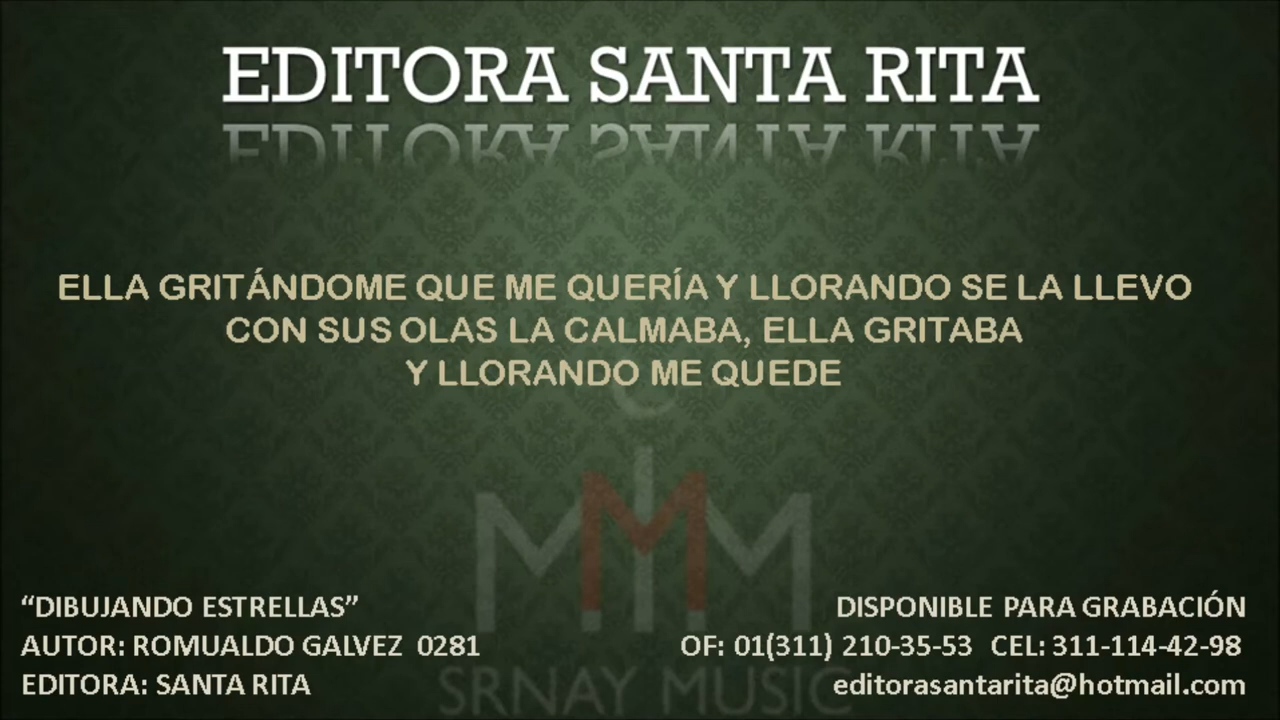 EDITORA SANTA RITA
ELLA GRITÁNDOME QUE ME QUERÍA Y LLORANDO SE LA LLEVO
CON SUS OLAS LA CALMABA, ELLA GRITABA
Y LLORANDO ME QUEDE
“DIBUJANDO ESTRELLAS”
AUTOR: ROMUALDO GALVEZ 0281
EDITORA: SANTA RITA
DISPONIBLE PARA GRABACIÓN
OF: 01(311) 210-35-53 CEL: 311-114-42-98
editorasantarita@hotmail.com
SRNAY MUSIC